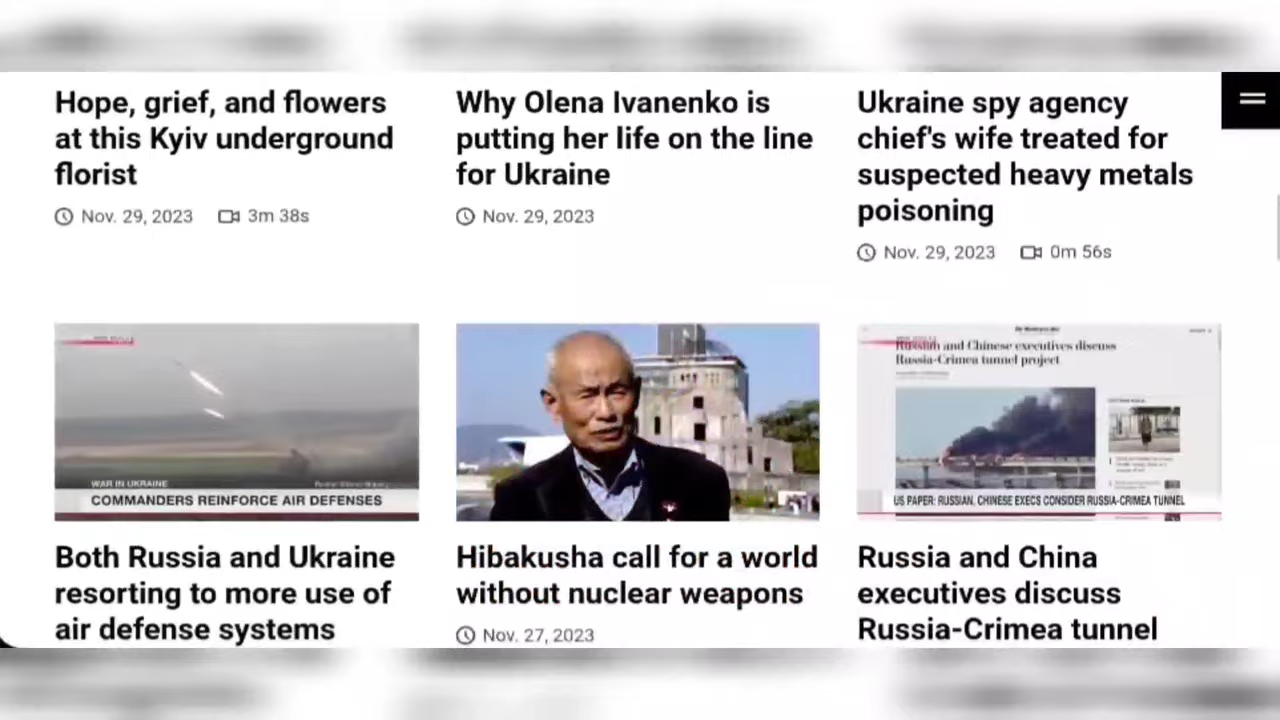 Hope, grief, and flowers
at this Kyiv underground
florist
Nov. 29, 2023 3m 38s
Why Olena Ivanenko is
putting her life on the line
for Ukraine
Nov. 29, 2023
Ukraine spy agency
chief's wife treated for
suspected heavy metals
poisoning
Nov. 29, 2023 0m 56s
WAR IN UKRAINE
COMMANDERS REINFORCE AIR DEFENSES
Both Russia and Ukraine
resorting to more use of
air defense systems
Hibakusha call for a world
without nuclear weapons
Nov. 27, 2023
Russian and Chinese executives discuss
Russia-Crimea tunnel project
US PAPER: RUSSIAN, CHINESE EXECS CONSIDER RUSSIA-CRIMEA TUNNEL
Russia and China
executives discuss
Russia-Crimea tunnel